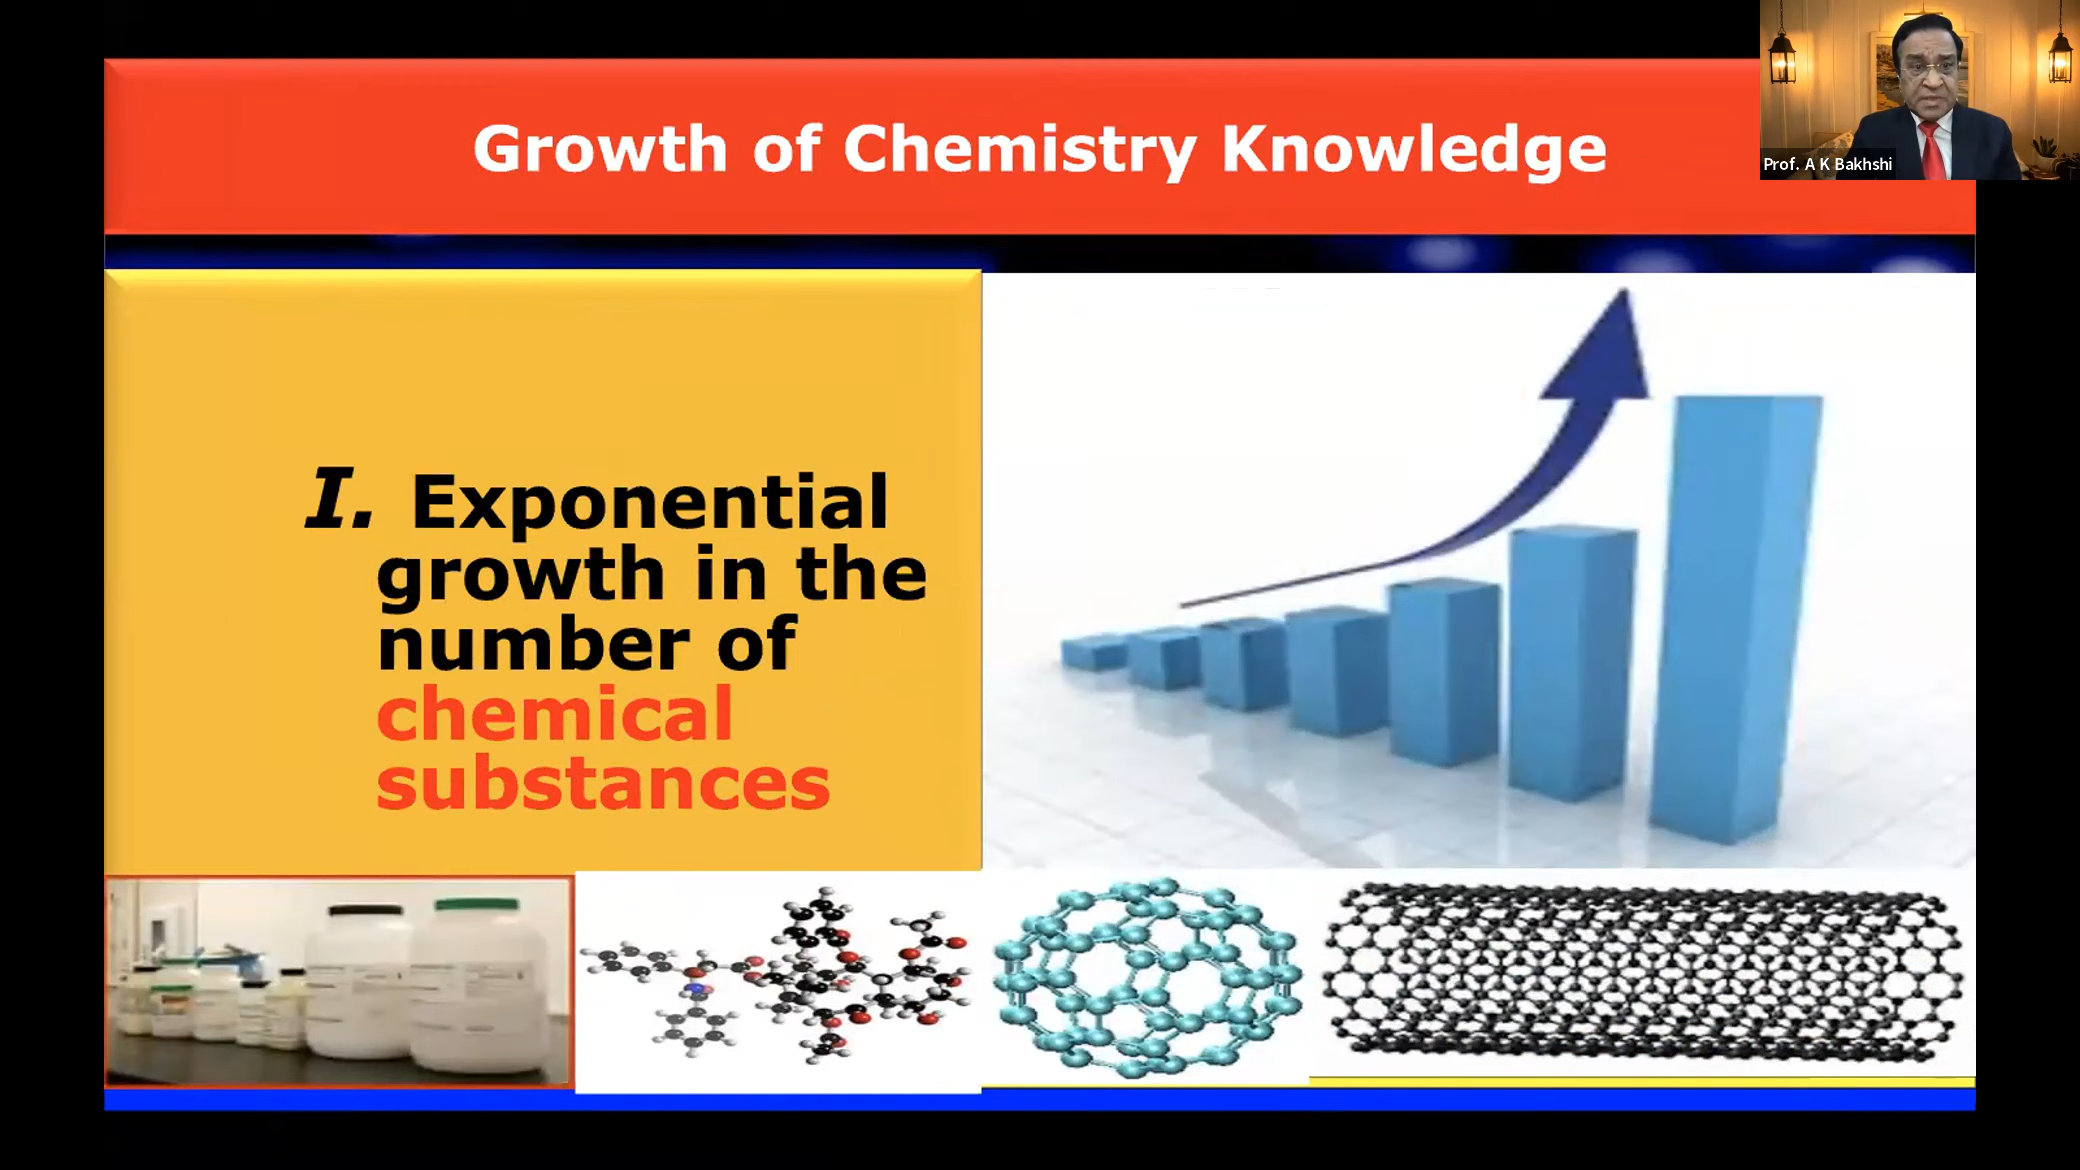 Growth of Chemistry Knowledge
Prof. A K Bakhshi
I. Exponential
growth in the
number of
chemical
substances